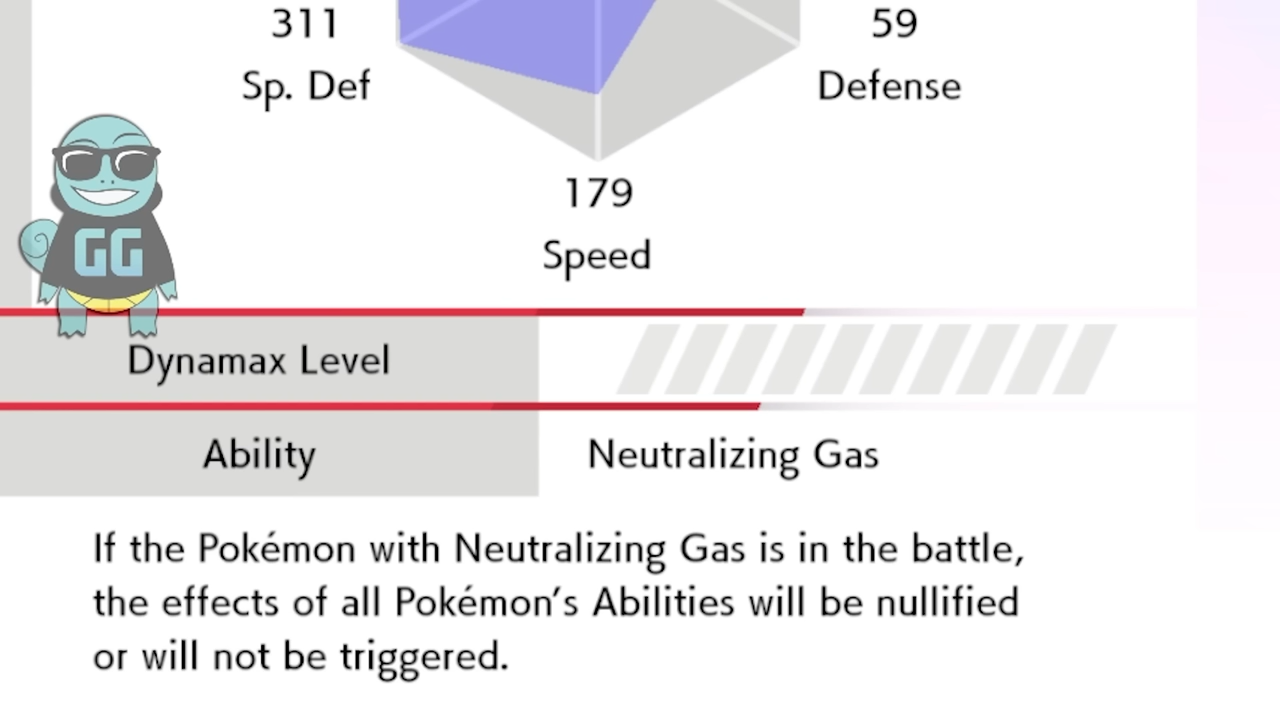 311
59
Sp. Def
Defense
179
Speed
GG
Dynamax Level
Ability
Neutralizing Gas
If the Pokémon with Neutralizing Gas is in the battle,
the effects of all Pokémon's Abilities will be nullified
or will not be triggered.